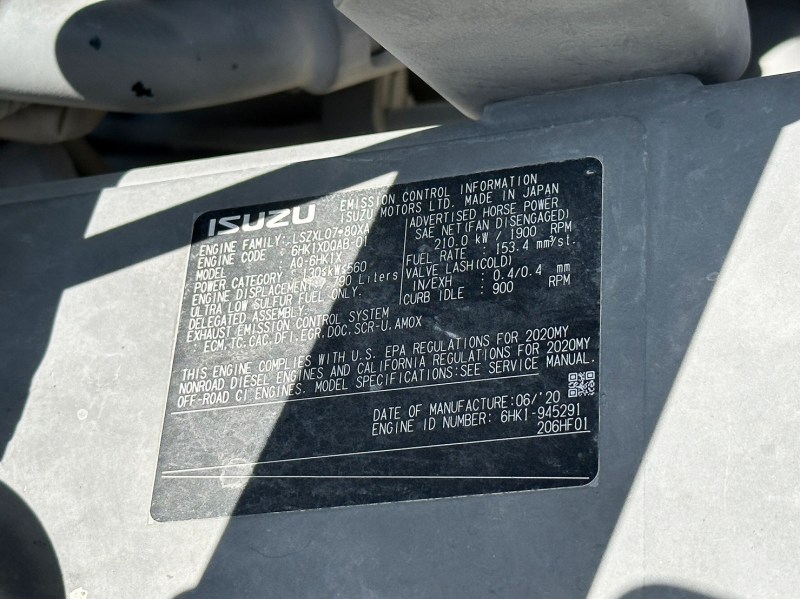 ISUZU
EMISSION CONTROL INFORMATION
ISUZU MOTORS LTD. MADE IN JAPAN
ENGINE FAMILY: LSZXL07 8QXA
ENGINE CODE : 6HK1XDQAB-01
MODEL : AQ-6HK1X
POWER CATEGORY : 130≤kW≤560
ENGINE DISPLACEMENT 790 Liters
ULTRA LOW SULFUR FUEL ONLY.
DELEGATED ASSEMBLY.
EXHAUST EMISSION CONTROL SYSTEM
: ECM,TC,CAC,DFI,EGR,DOC,SCR-U,AMOX
ADVERTISED HORSE POWER
SAE NET(FAN DISENGAGED)
210.0 kW / 1900 RPM
FUEL RATE : 153.4 mm³/st.
VALVE LASH(COLD)
IN/EXH : 0.4/0.4 mm
CURB IDLE : 900 RPM
THIS ENGINE COMPLIES WITH U.S. EPA REGULATIONS FOR 2020MY
NONROAD DIESEL ENGINES AND CALIFORNIA REGULATIONS FOR 2020MY
OFF-ROAD CI ENGINES. MODEL SPECIFICATIONS:SEE SERVICE MANUAL.
DATE OF MANUFACTURE:06/'20
ENGINE ID NUMBER: 6HK1-945291
206HF01